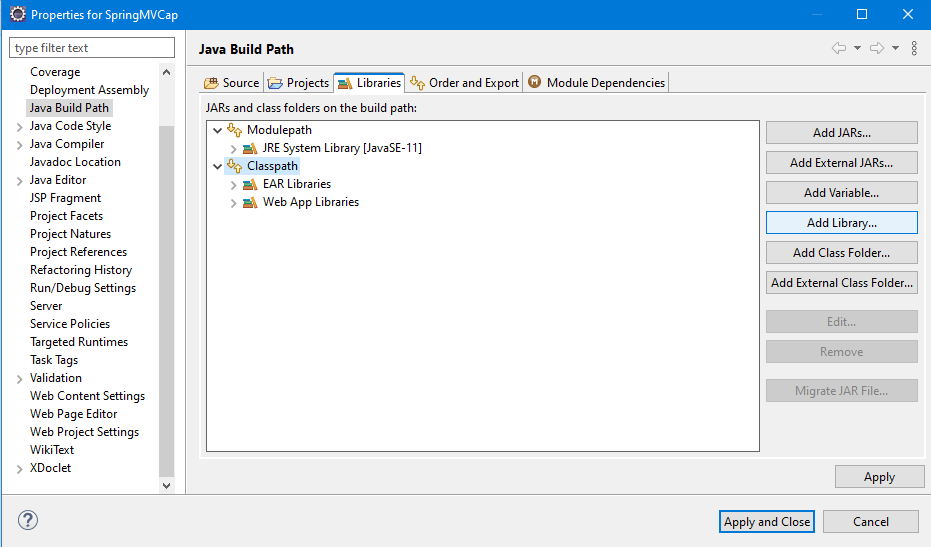 Properties for SpringMVCap
type filter text
Coverage
Deployment Assembly
Java Build Path
Java Code Style
Java Compiler
Javadoc Location
Java Editor
JSP Fragment
Project Facets
Project Natures
Project References
Refactoring History
Run/Debug Settings
Server
Service Policies
Targeted Runtimes
Task Tags
Validation
Web Content Settings
Web Page Editor
Web Project Settings
WikiText
XDoclet
Java Build Path
Source Projects Libraries Order and Export Module Dependencies
JARs and class folders on the build path:
Modulepath
JRE System Library [JavaSE-11]
Classpath
EAR Libraries
Web App Libraries
Add JARs...
Add External JARs...
Add Variable...
Add Library...
Add Class Folder...
Add External Class Folder...
Edit...
Remove
Migrate JAR File...
Apply
Apply and Close Cancel